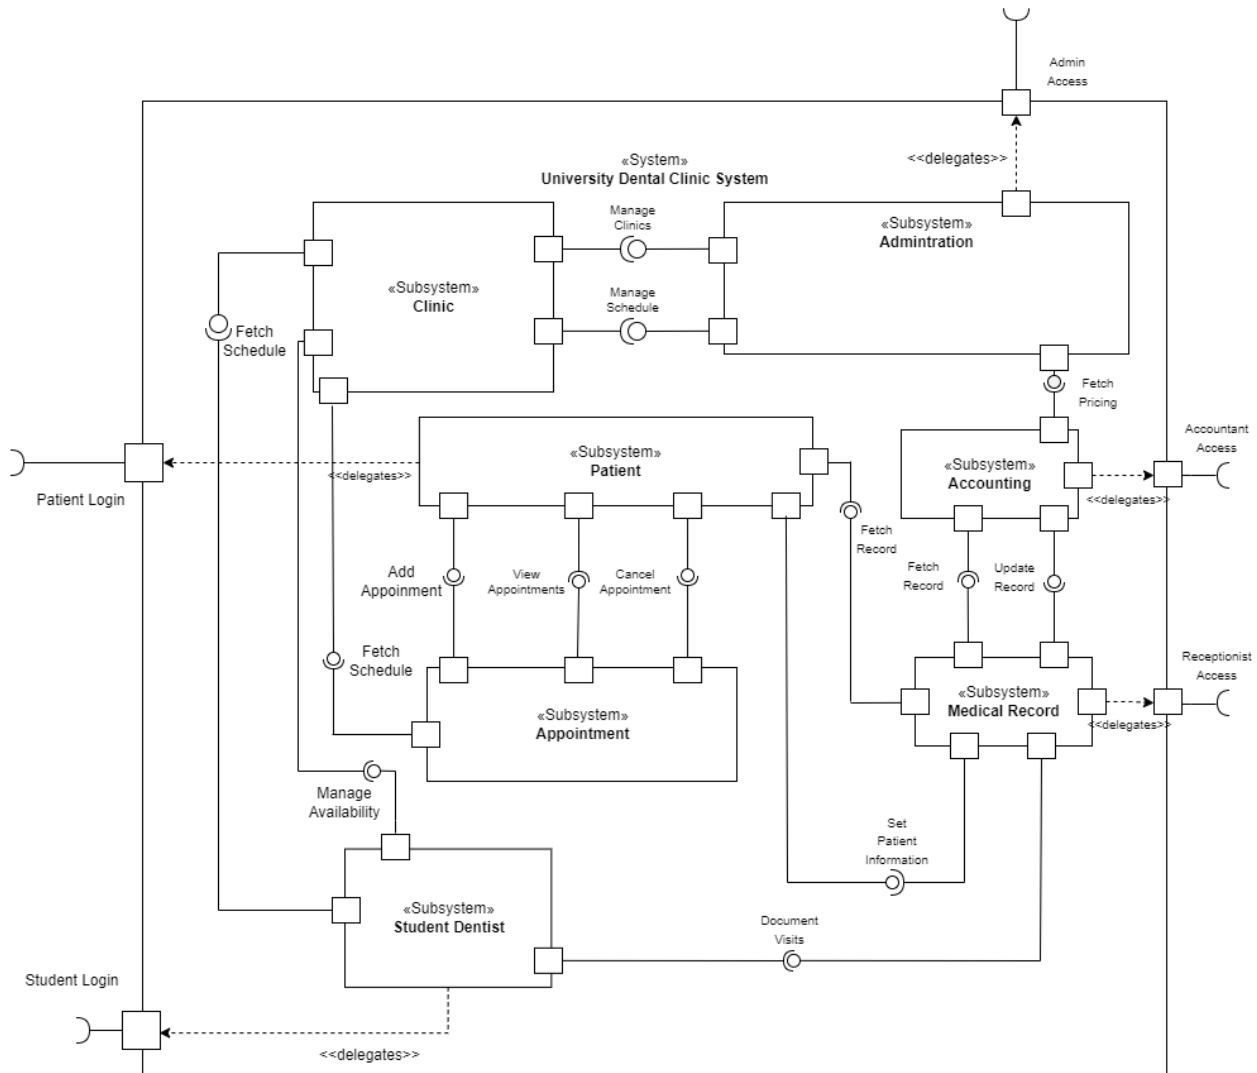 Admin
Access
<<delegates>>
«System»
University Dental Clinic System
Manage
Clinics
«Subsystem»
Admintration
«Subsystem»
Clinic
Manage
Schedule
Fetch
Schedule
Fetch
Pricing
Accountant
Access
«Subsystem»
Patient
<<delegates>>
Patient Login
«Subsystem»
Accounting
<<delegates>>
Fetch
Record
Add
Appoinment
View
Appointments
Cancel
Appointment
Fetch
Record
Update
Record
Fetch
Schedule
Receptionist
Access
«Subsystem»
Appointment
«Subsystem»
Medical Record
<<delegates>>
Manage
Availability
Set
Patient
Information
«Subsystem»
Student Dentist
Document
Visits
Student Login
<<delegates>>